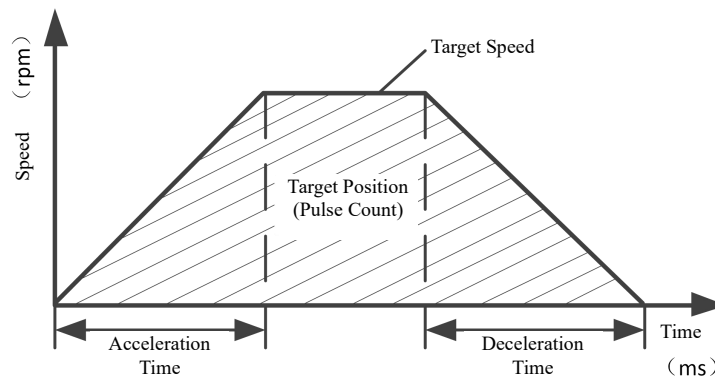 Speed（rpm）
Target Speed
Target Position
(Pulse Count)
Acceleration
Time
Deceleration
Time
Time
（ms）